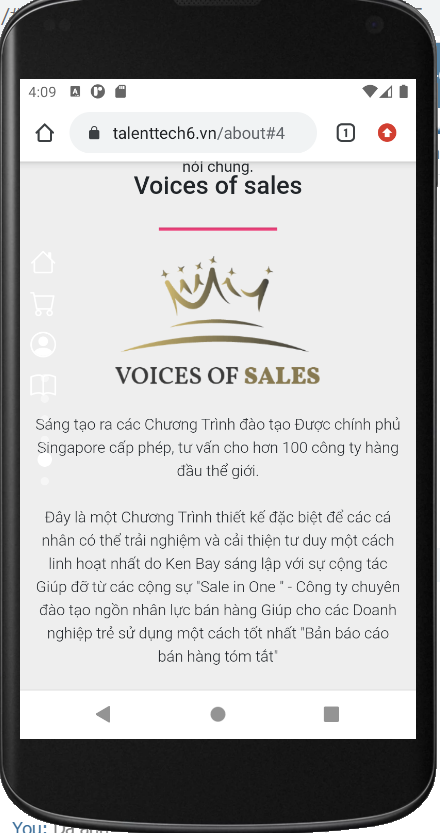 4:09
talenttech6.vn/about#4
1
nói chung.
Voices of sales
VOICES OF SALES
Sáng tạo ra các Chương Trình đào tạo Được chính phủ
Singapore cấp phép, tư vấn cho hơn 100 công ty hàng
đầu thế giới.
Đây là một Chương Trình thiết kế đặc biệt để các cá
nhân có thể trải nghiệm và cải thiện tư duy một cách
linh hoạt nhất do Ken Bay sáng lập với sự cộng tác
Giúp đỡ từ các cộng sự "Sale in One " - Công ty chuyên
đào tạo ngồn nhân lực bán hàng Giúp cho các Doanh
nghiệp trẻ sử dụng một cách tốt nhất "Bản báo cáo
bán hàng tóm tắt"
You: